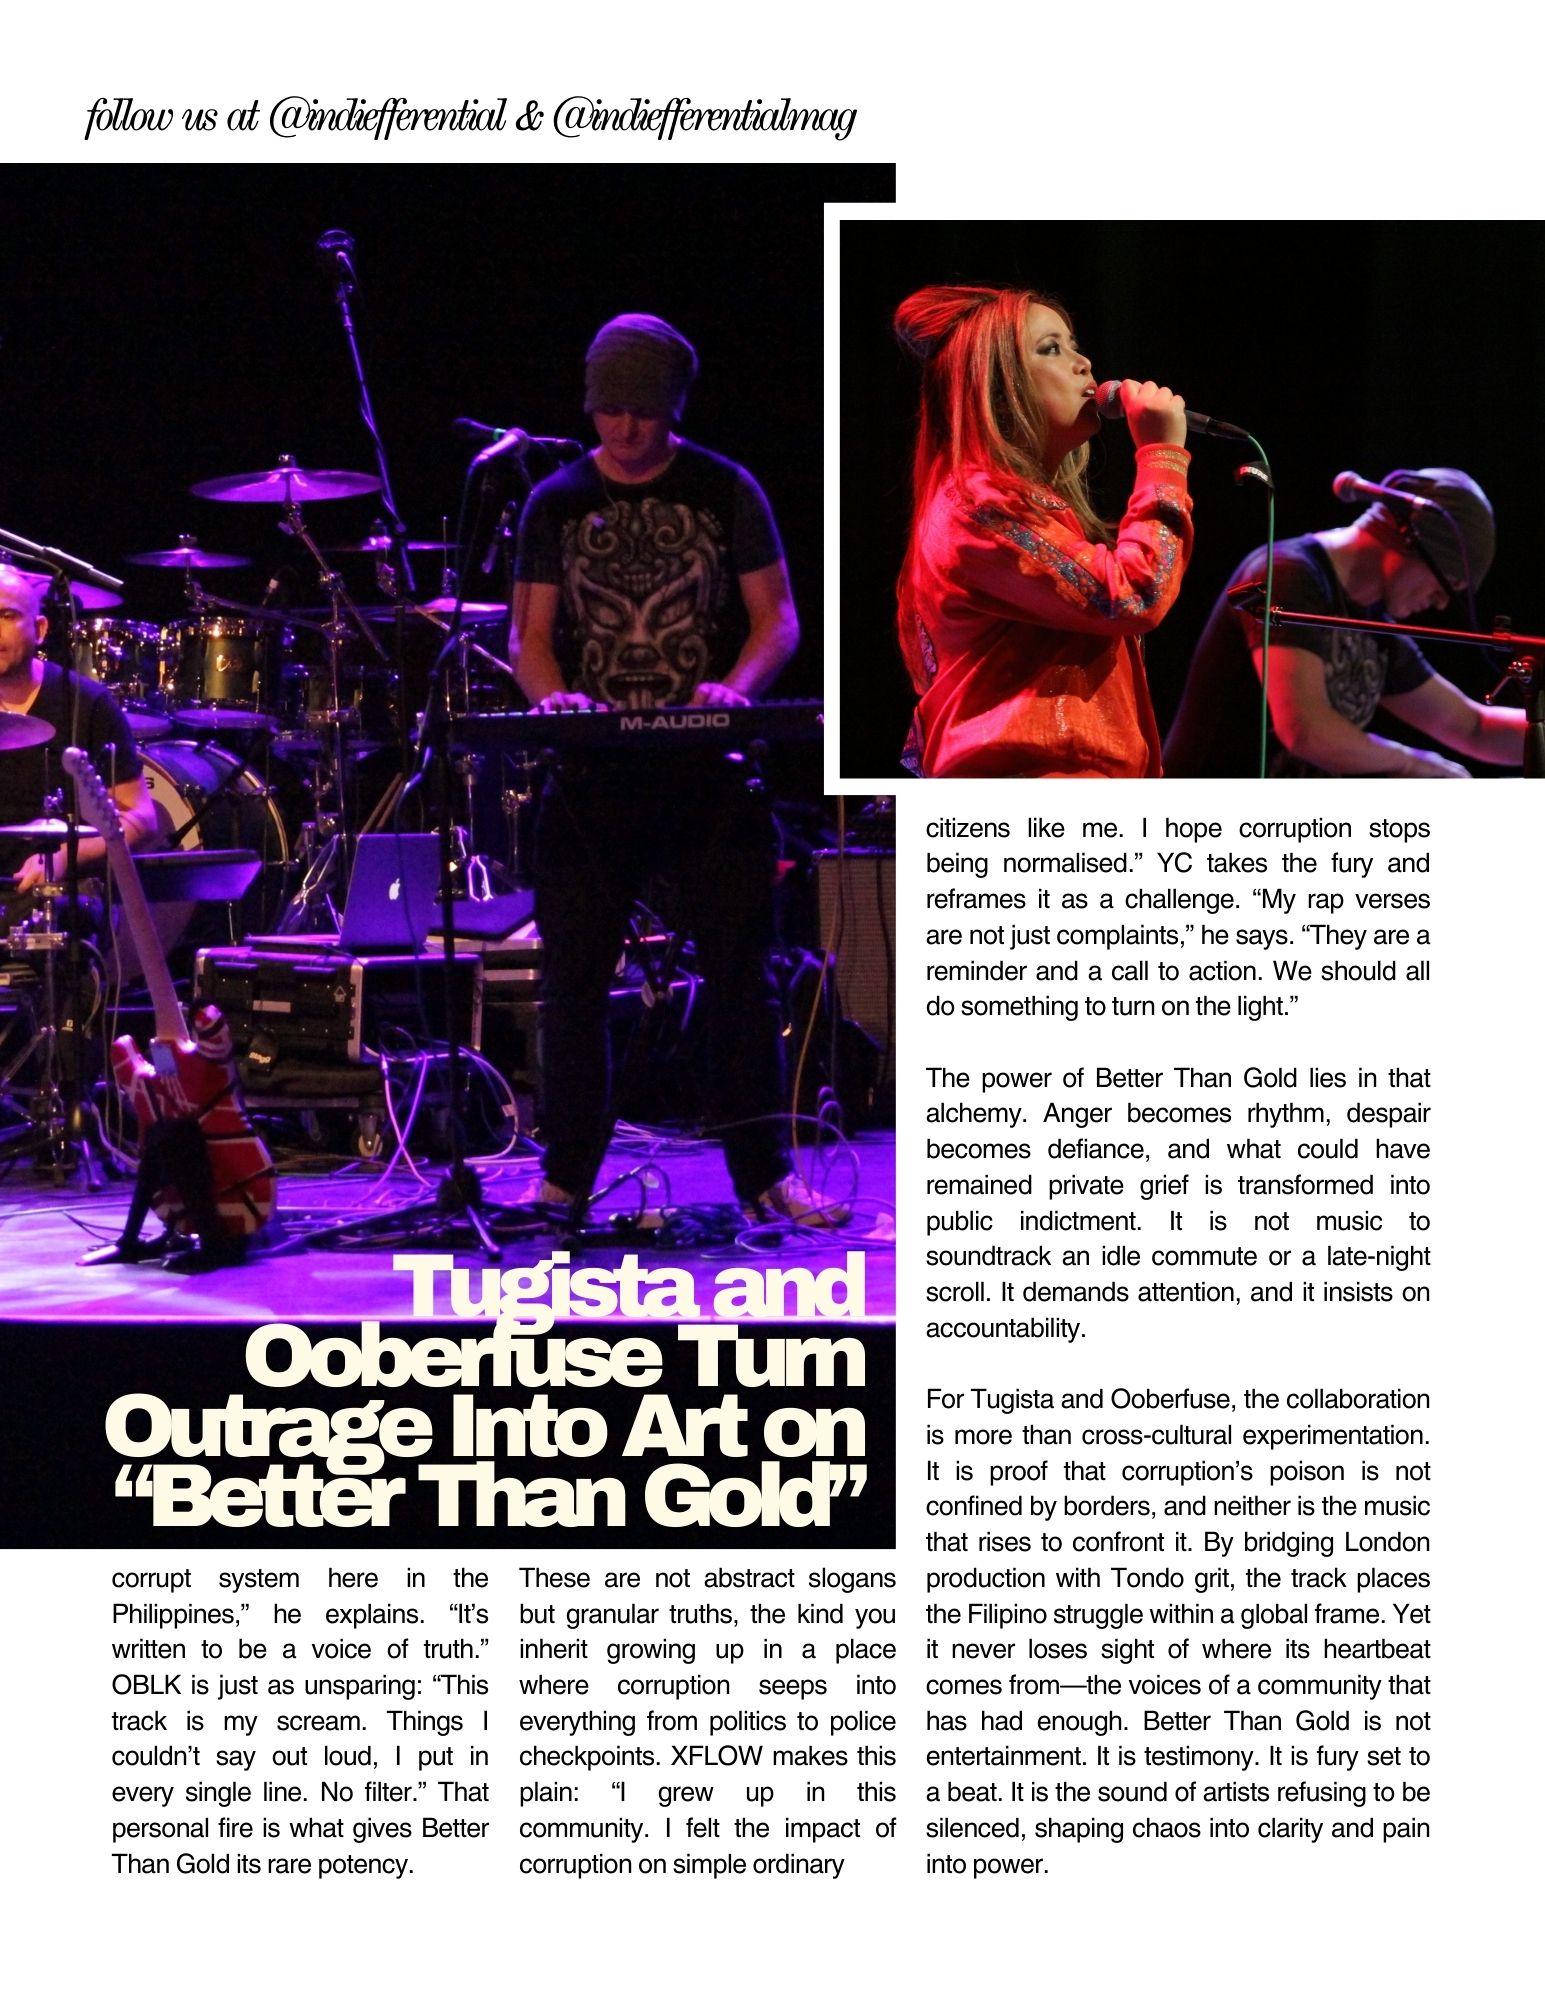 follow us at @indiefferential & @indiefferentialmag
M-AUDIO
Tugista and
Ooberfuse Turn
Outrage Into Art on
“Better Than Gold”
corrupt system here in the
Philippines,” he explains. “It’s
written to be a voice of truth.”
OBLK is just as unsparing: “This
track is my scream. Things I
couldn’t say out loud, I put in
every single line. No filter.” That
personal fire is what gives Better
Than Gold its rare potency.
These are not abstract slogans
but granular truths, the kind you
inherit growing up in a place
where corruption seeps into
everything from politics to police
checkpoints. XFLOW makes this
plain: “I grew up in this
community. I felt the impact of
corruption on simple ordinary
citizens like me. I hope corruption stops
being normalised.” YC takes the fury and
reframes it as a challenge. “My rap verses
are not just complaints,” he says. “They are a
reminder and a call to action. We should all
do something to turn on the light.”
The power of Better Than Gold lies in that
alchemy. Anger becomes rhythm, despair
becomes defiance, and what could have
remained private grief is transformed into
public indictment. It is not music to
soundtrack an idle commute or a late-night
scroll. It demands attention, and it insists on
accountability.
For Tugista and Ooberfuse, the collaboration
is more than cross-cultural experimentation.
It is proof that corruption’s poison is not
confined by borders, and neither is the music
that rises to confront it. By bridging London
production with Tondo grit, the track places
the Filipino struggle within a global frame. Yet
it never loses sight of where its heartbeat
comes from—the voices of a community that
has had enough. Better Than Gold is not
entertainment. It is testimony. It is fury set to
a beat. It is the sound of artists refusing to be
silenced, shaping chaos into clarity and pain
into power.